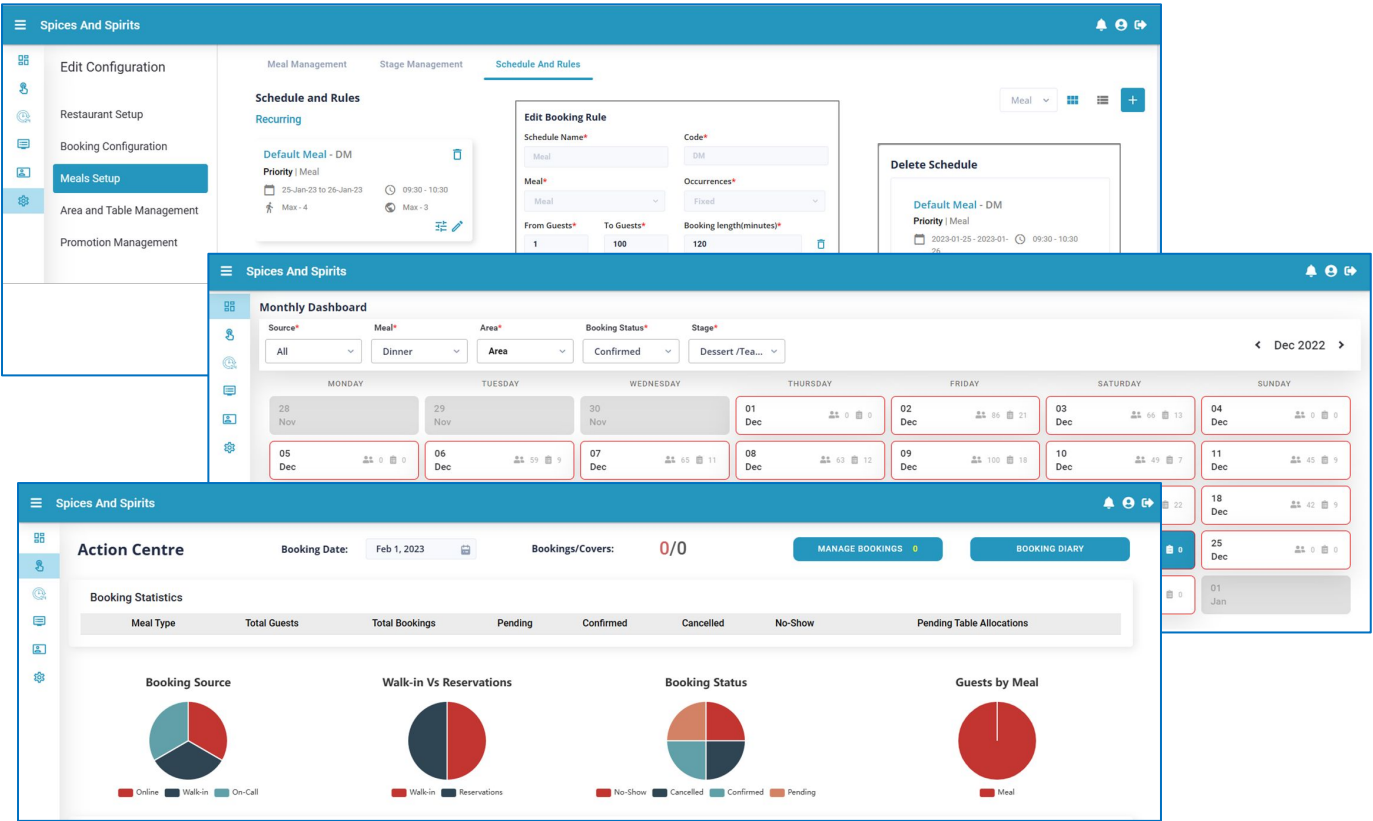 Spices And Spirits
Edit Configuration
Restaurant Setup
Booking Configuration
Meals Setup
Area and Table Management
Promotion Management
Meal Management Stage Management Schedule And Rules
Schedule and Rules
Recurring
Meal
Default Meal - DM
Priority | Meal
25-Jan-23 to 26-Jan-23 09:30 - 10:30
Max - 4 Max - 3
Edit Booking Rule
Schedule Name* Code*
Meal DM
Meal* Occurrences*
Meal Fixed
From Guests* To Guests* Booking length(minutes)*
1 100 120
Delete Schedule
Default Meal - DM
Priority | Meal
2023-01-25 - 2023-01- 09:30 - 10:30
26
Spices And Spirits
Monthly Dashboard
Source* Meal* Area* Booking Status* Stage*
All Dinner Area Confirmed Dessert /Tea...
Dec 2022
MONDAY TUESDAY WEDNESDAY THURSDAY FRIDAY SATURDAY SUNDAY
28 Nov 29 Nov 30 Nov 01 Dec 0 0 02 Dec 86 21 03 Dec 66 13 04 Dec 0 0
05 Dec 0 0 06 Dec 59 9 07 Dec 65 11 08 Dec 63 12 09 Dec 100 18 10 Dec 49 7 11 Dec 45 9
22 18 Dec 42 9
0 25 Dec 0 0
0 01 Jan
Spices And Spirits
Action Centre
Booking Date: Feb 1, 2023
Bookings/Covers: 0/0
MANAGE BOOKINGS 0
BOOKING DIARY
Booking Statistics
Meal Type Total Guests Total Bookings Pending Confirmed Cancelled No-Show Pending Table Allocations
Booking Source Walk-in Vs Reservations Booking Status Guests by Meal
Online Walk-in On-Call
Walk-in Reservations
No-Show Cancelled Confirmed Pending
Meal